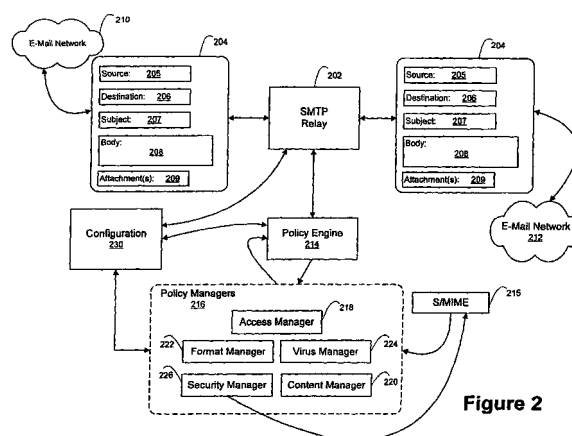 210
E-Mail Network
204
Source: 205
Destination: 206
Subject: 207
Body:
208
Attachment(s): 209
202
SMTP
Relay
204
Source: 205
Destination: 206
Subject: 207
Body:
208
Attachment(s): 209
E-Mail Network
212
Configuration
230
Policy Engine
214
Policy Managers
216
218
Access Manager
222
Format Manager
Virus Manager
224
226
Security Manager
Content Manager
220
S/MIME
215
Figure 2